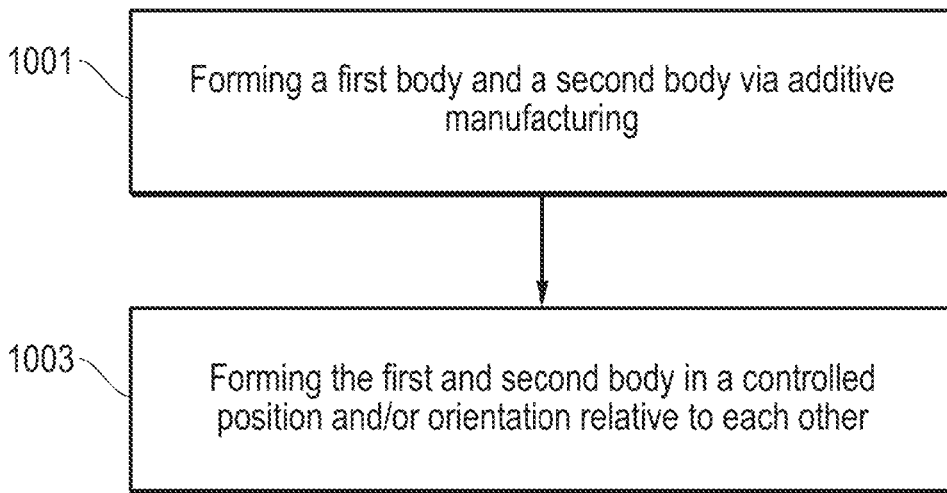 1001
Forming a first body and a second body via additive
manufacturing
1003
Forming the first and second body in a controlled
position and/or orientation relative to each other